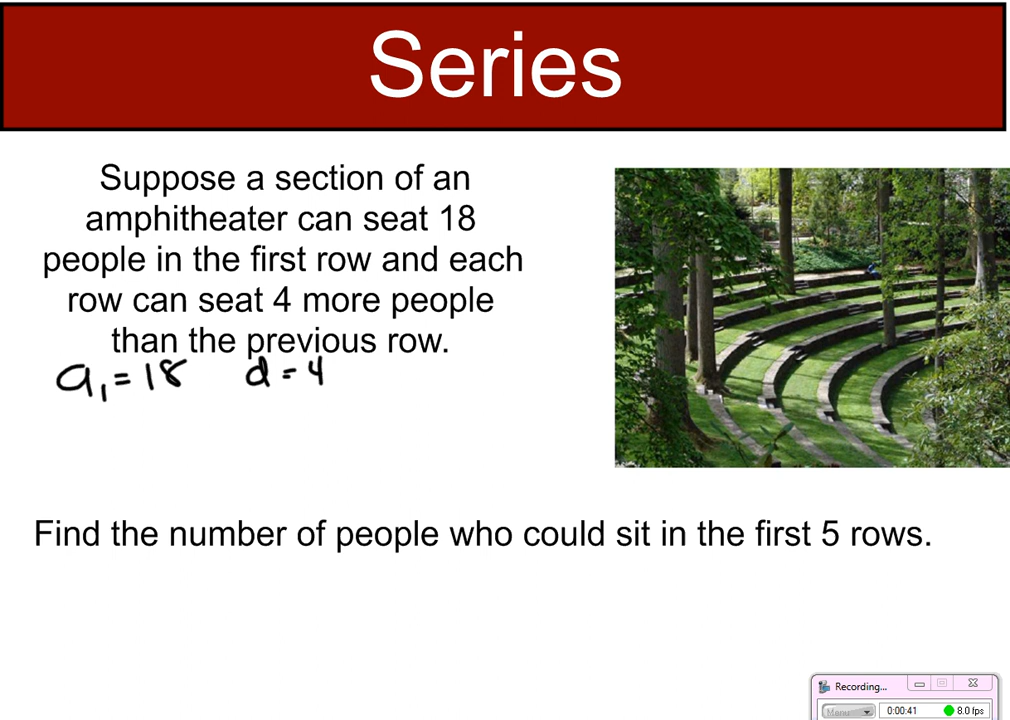 Series
Suppose a section of an
amphitheater can seat 18
people in the first row and each
row can seat 4 more people
than the previous row.
a₁ = 18 d = 4
Find the number of people who could sit in the first 5 rows.
Recording...
Menu 0:00:41 8.0 fps